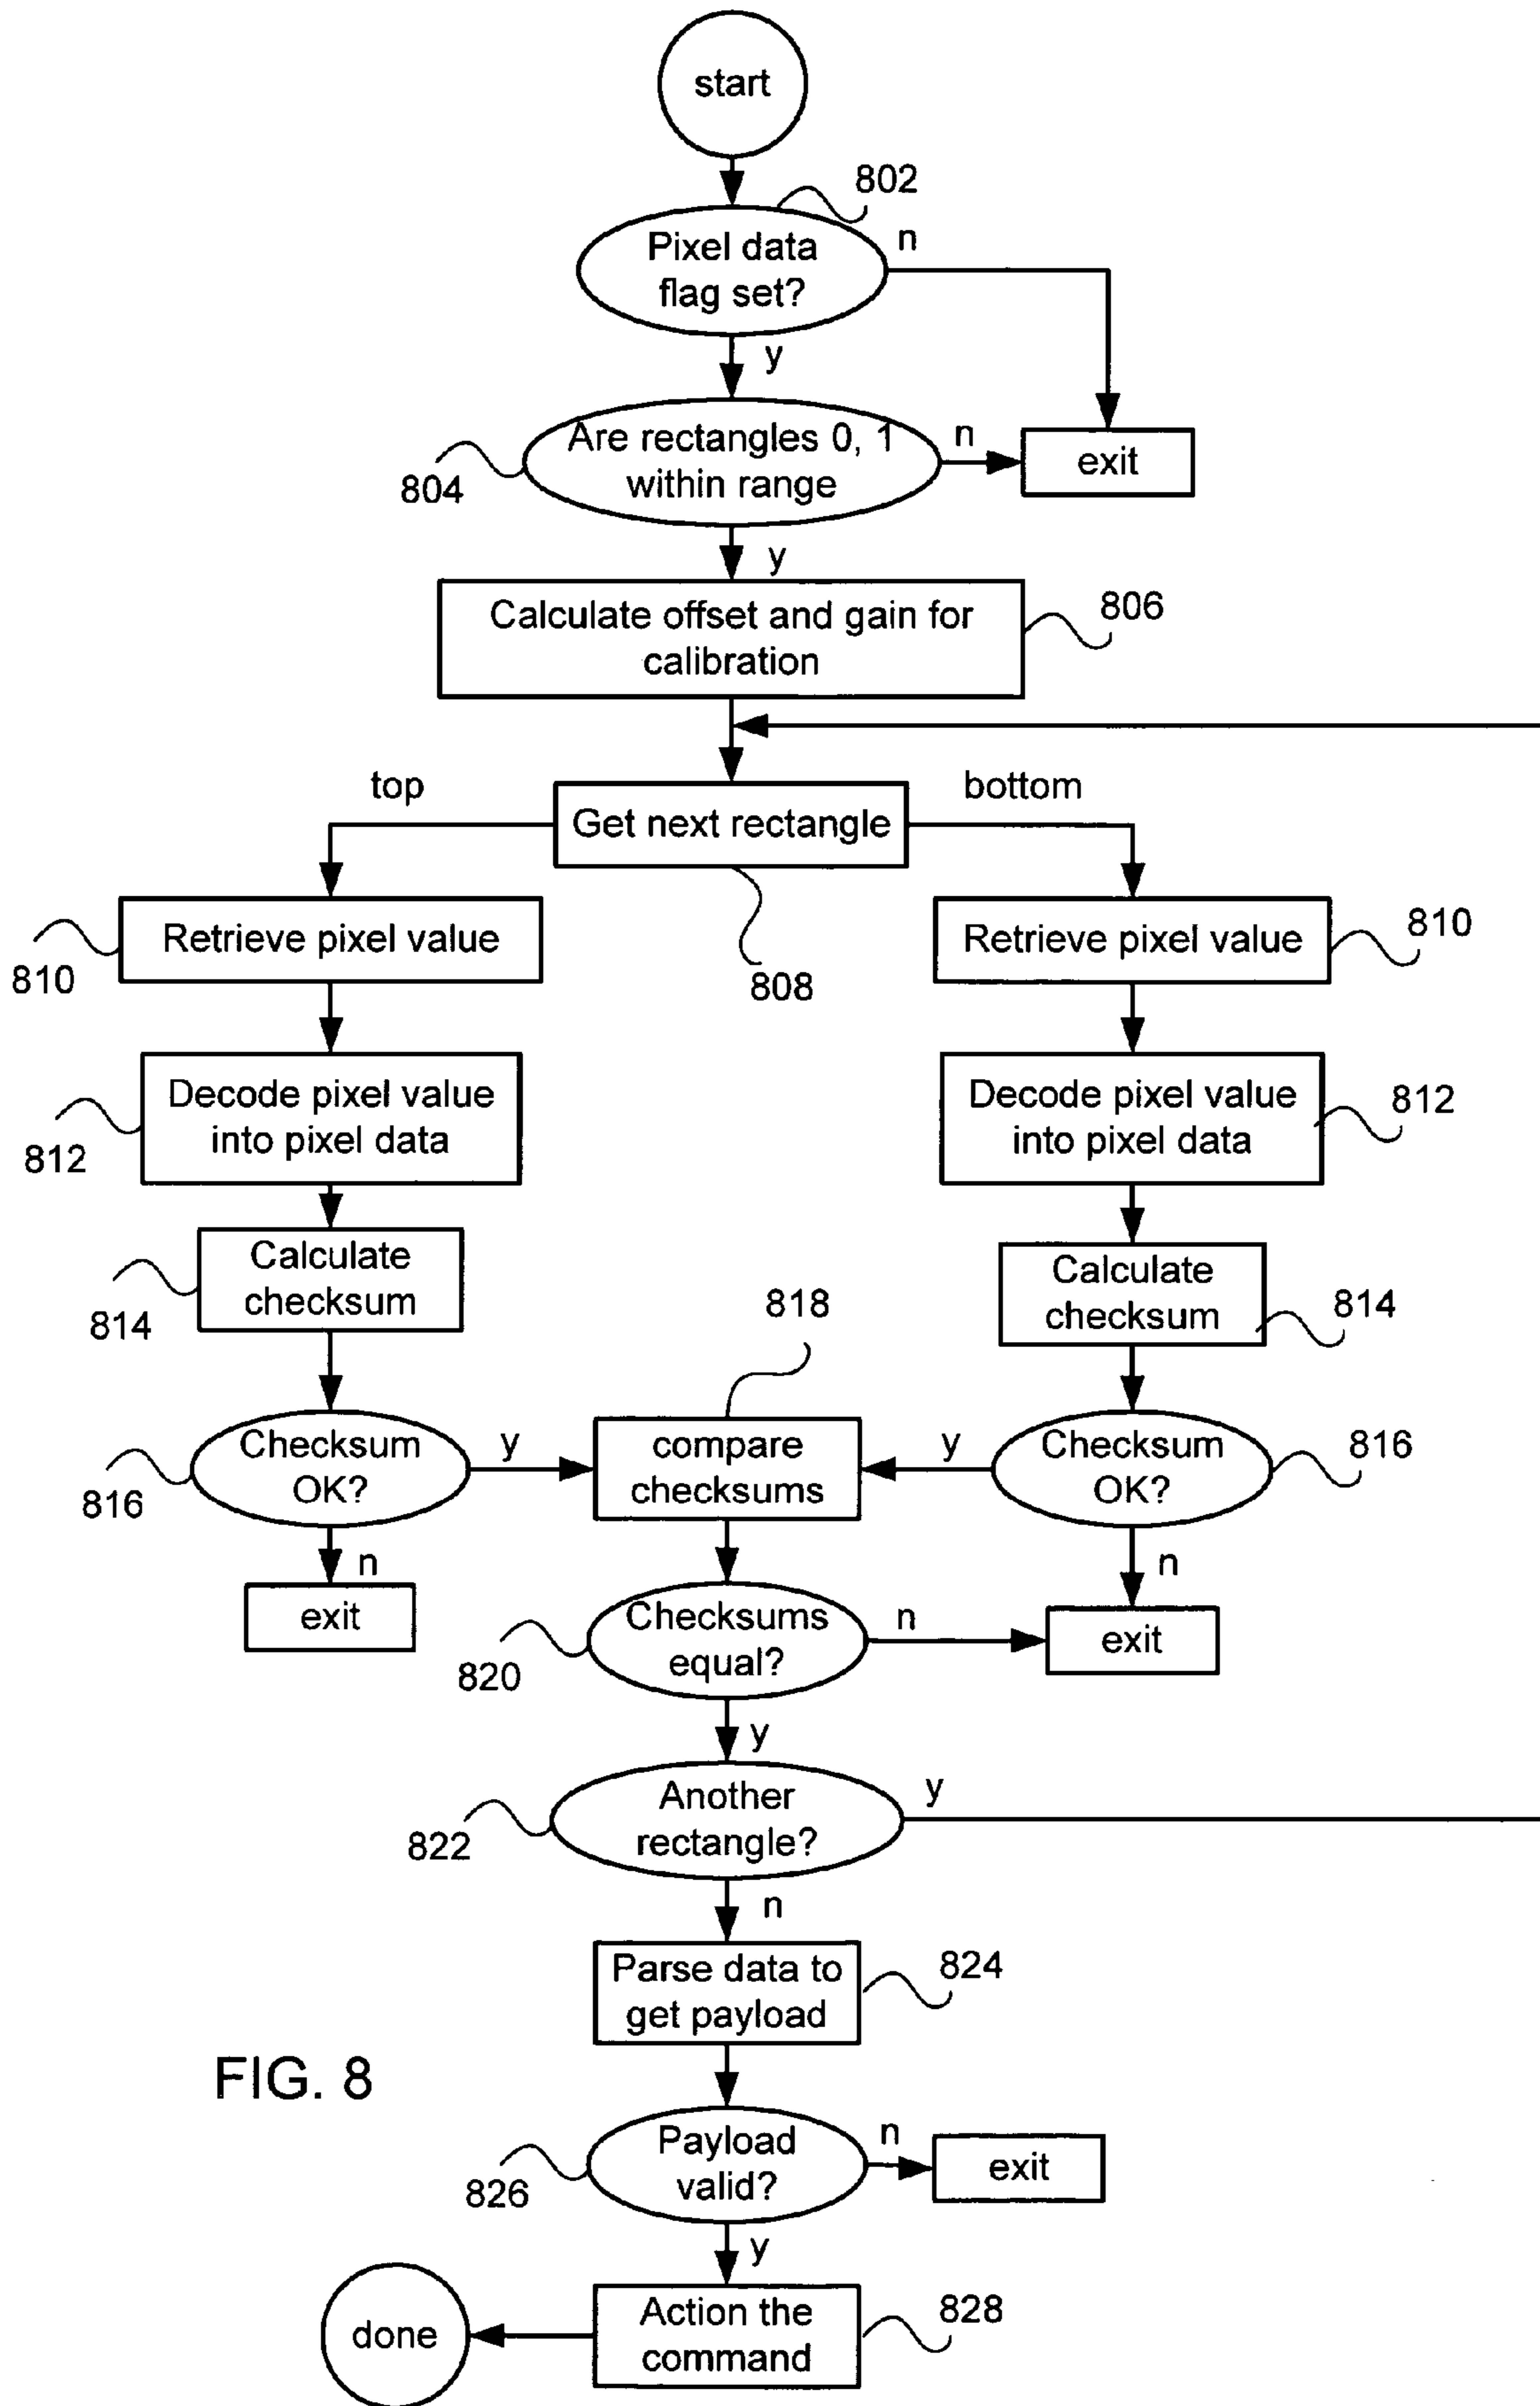 start
802
Pixel data
flag set?
n
y
Are rectangles 0, 1
within range
n
exit
804
y
Calculate offset and gain for
calibration
806
top
bottom
Get next rectangle
808
Retrieve pixel value
810
Retrieve pixel value
810
Decode pixel value
into pixel data
812
Decode pixel value
into pixel data
812
Calculate
checksum
814
Calculate
checksum
814
818
Checksum
OK?
y
816
compare
checksums
y
Checksum
OK?
816
n
exit
n
exit
Checksums
equal?
n
820
y
Another
rectangle?
y
822
n
Parse data to
get payload
824
FIG. 8
Payload
valid?
n
exit
826
y
Action the
command
828
done